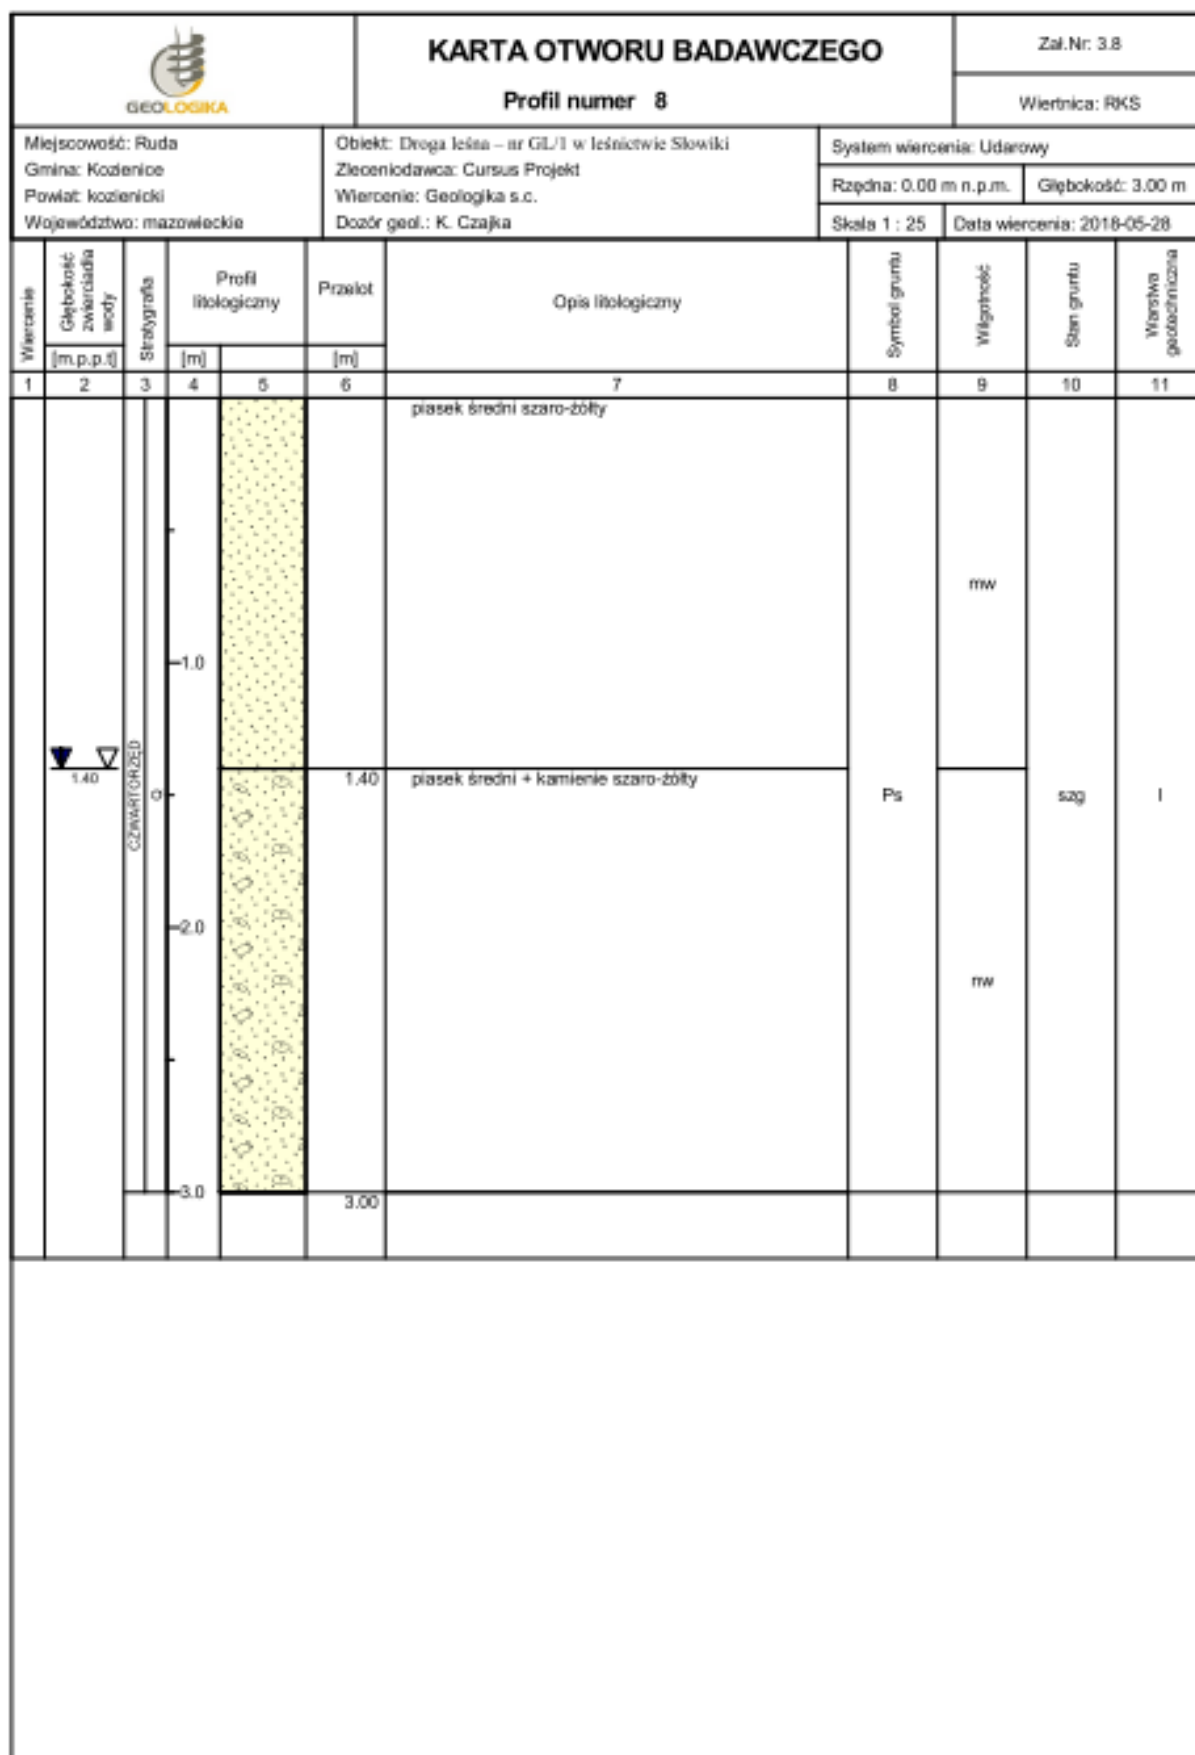 GEOLOGIKA
KARTA OTWORU BADAWCZEGO
Profil numer 8
Zał.Nr: 3.8
Wiertnica: RKS
Miejscowość: Ruda
Gmina: Kozienice
Powiat: kozienicki
Województwo: mazowieckie
Obiekt: Droga leśna – nr GL/1 w leśnictwie Słowiki
Zleceniodawca: Cursus Projekt
Wiercenie: Geologika s.c.
Dozór geol.: K. Czajka
System wiercenia: Udarowy
Rzędna: 0.00 m n.p.m.
Głębokość: 3.00 m
Skala 1 : 25
Data wiercenia: 2018-05-28
Wiercenie
Głębokość
zwierciadła
wody
[m.p.p.t]
Stratygrafia
Profil
litologiczny
[m]
Przelot
[m]
Opis litologiczny
Symbol gruntu
Wilgotność
Stan gruntu
Warstwa
geotechniczna
1 2 3 4 5 6 7 8 9 10 11
piasek średni szaro-żółty
mw
1.0
1.40
CZWARTORZĘD
Q
1.40
piasek średni + kamienie szaro-żółty
Ps
szg
I
2.0
nw
3.0
3.00